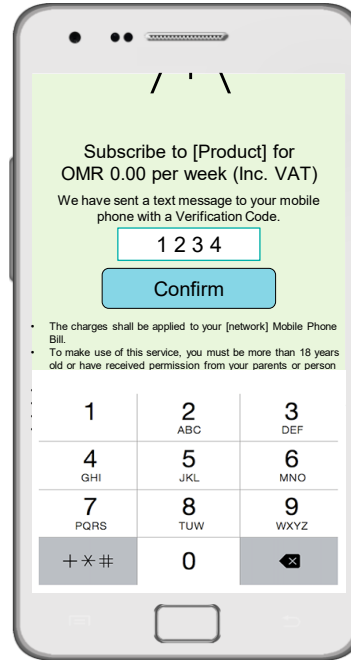 Subscribe to [Product] for
OMR 0.00 per week (Inc. VAT)
We have sent a text message to your mobile
phone with a Verification Code.
1 2 3 4
Confirm
• The charges shall be applied to your [network] Mobile Phone
Bill.
• To make use of this service, you must be more than 18 years
old or have received permission from your parents or person
1 2 3
ABC DEF
4 5 6
GHI JKL MNO
7 8 9
PQRS TUW WXYZ
+*# 0